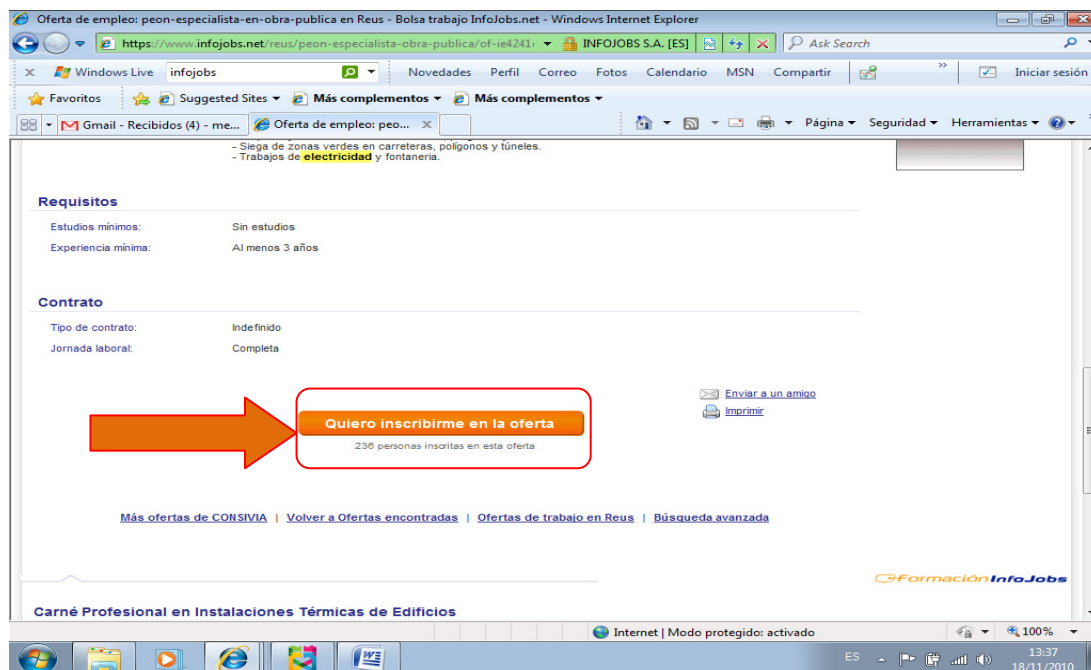 Oferta de empleo: peon-especialista-en-obra-publica en Reus - Bolsa trabajo InfoJobs.net - Windows Internet Explorer
https://www.infojobs.net/reus/peon-especialista-obra-publica/of-ie4241 INFOJOBS S.A. [ES] Ask Search
Windows Live infojobs Novedades Perfil Correo Fotos Calendario MSN Compartir » Iniciar sesión
Favoritos Suggested Sites Más complementos Más complementos
Gmail - Recibidos (4) - me... Oferta de empleo: peo... Página Seguridad Herramientas
- Siega de zonas verdes en carreteras, polígonos y túneles.
- Trabajos de electricidad y fontaneria.
Requisitos
Estudios mínimos: Sin estudios
Experiencia mínima: Al menos 3 años
Contrato
Tipo de contrato: Indefinido
Jornada laboral: Completa
Enviar a un amigo
Imprimir
Quiero inscribirme en la oferta
236 personas inscritas en esta oferta
Más ofertas de CONSIVIA | Volver a Ofertas encontradas | Ofertas de trabajo en Reus | Búsqueda avanzada
Formación InfoJobs
Carné Profesional en Instalaciones Térmicas de Edificios
Internet | Modo protegido: activado 100%
ES 13:37
18/11/2010